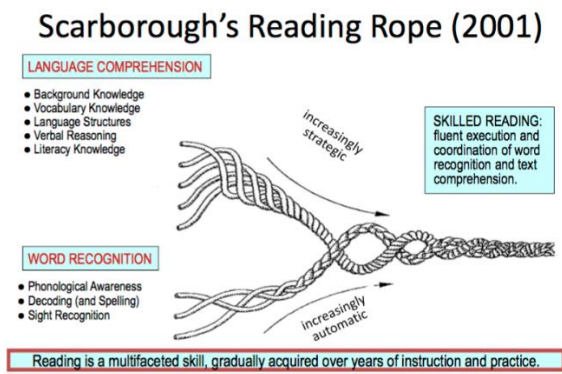 Scarborough's Reading Rope (2001)
LANGUAGE COMPREHENSION
● Background Knowledge
● Vocabulary Knowledge
● Language Structures
● Verbal Reasoning
● Literacy Knowledge
increasingly
strategic
SKILLED READING:
fluent execution and
coordination of word
recognition and text
comprehension.
WORD RECOGNITION
● Phonological Awareness
● Decoding (and Spelling)
● Sight Recognition
increasingly
automatic
Reading is a multifaceted skill, gradually acquired over years of instruction and practice.